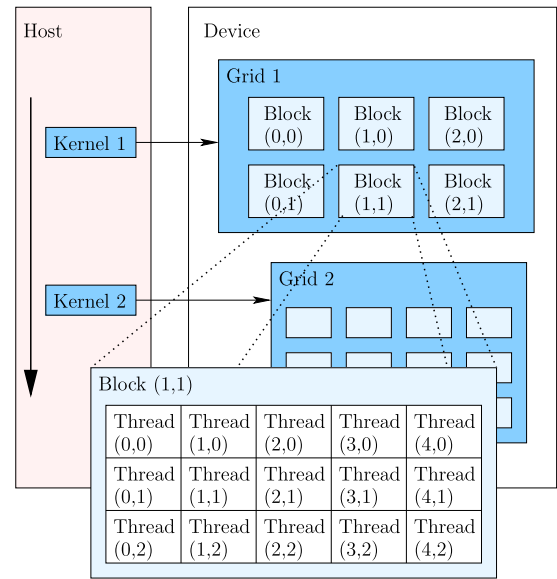 Host
Device
Grid 1
Block Block Block
(0,0) (1,0) (2,0)
Kernel 1
Block Block Block
(0,1) (1,1) (2,1)
Grid 2
Kernel 2
Block (1,1)
Thread Thread Thread Thread Thread
(0,0) (1,0) (2,0) (3,0) (4,0)
Thread Thread Thread Thread Thread
(0,1) (1,1) (2,1) (3,1) (4,1)
Thread Thread Thread Thread Thread
(0,2) (1,2) (2,2) (3,2) (4,2)